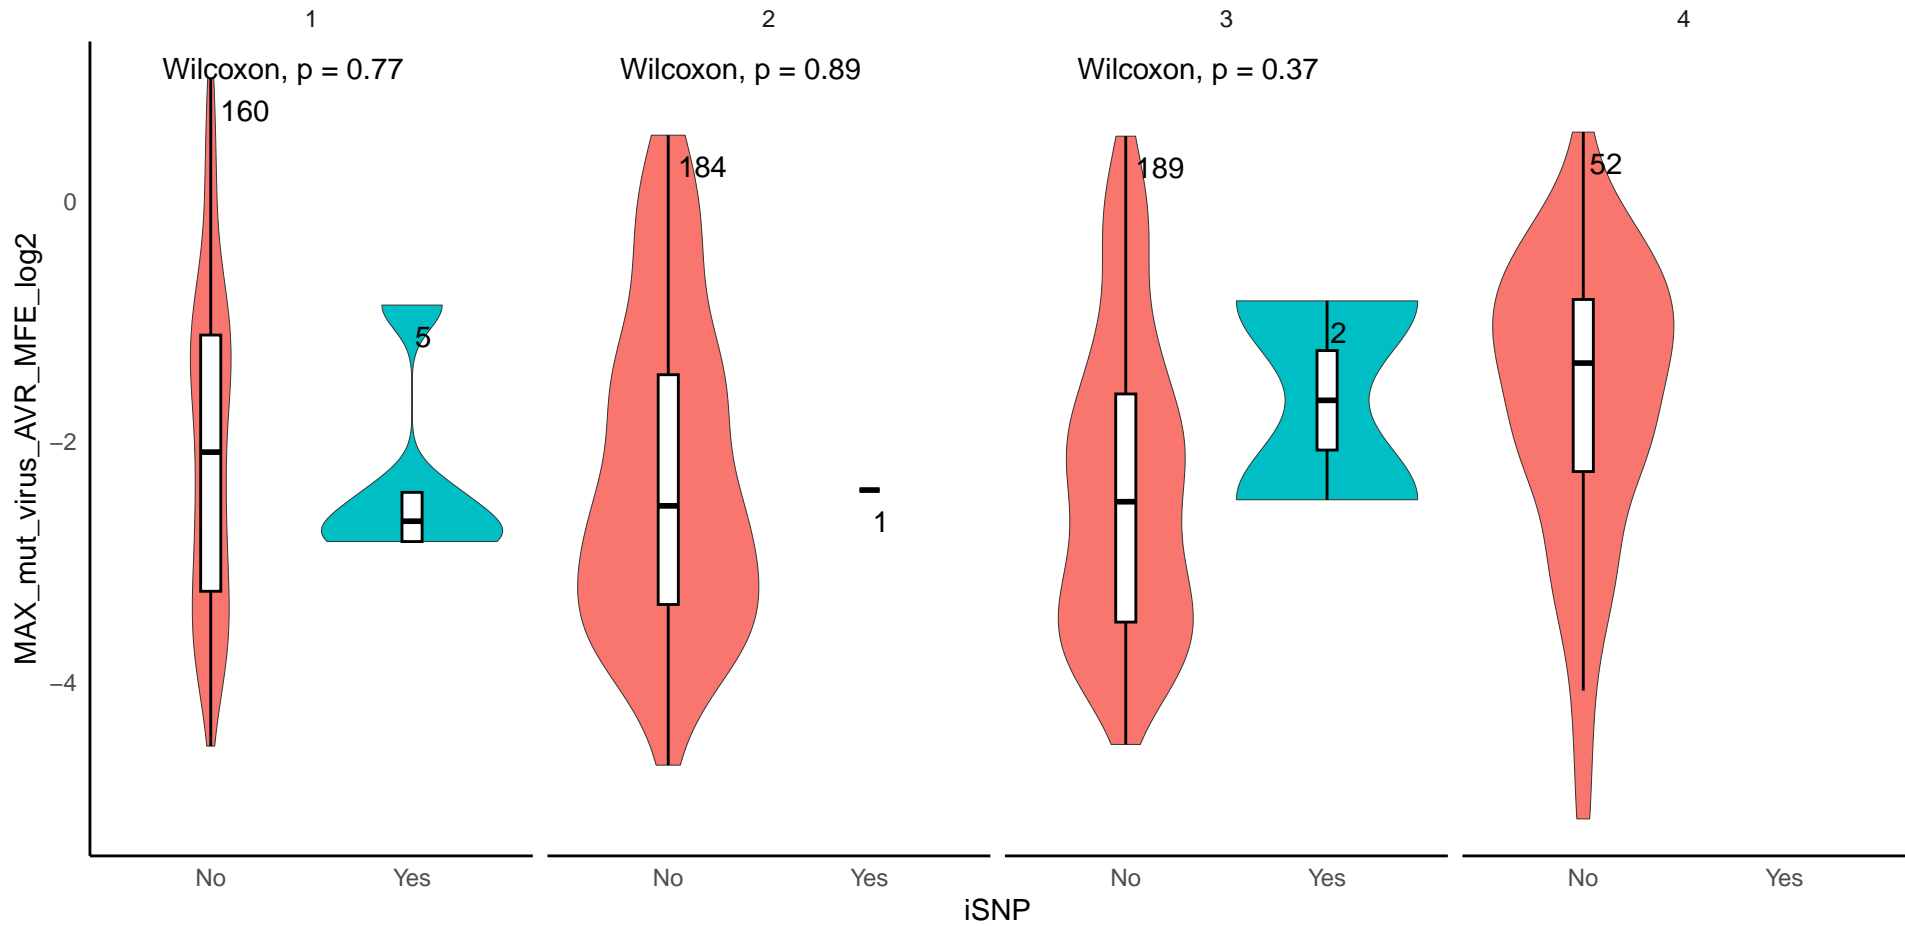 1
2
3
4
Wilcoxon, p = 0.77
Wilcoxon, p = 0.89
Wilcoxon, p = 0.37
160
184
189
52
5
2
1
0
−2
−4
MAX_mut_virus_AVR_MFE_log2
No
Yes
No
Yes
No
Yes
No
Yes
iSNP